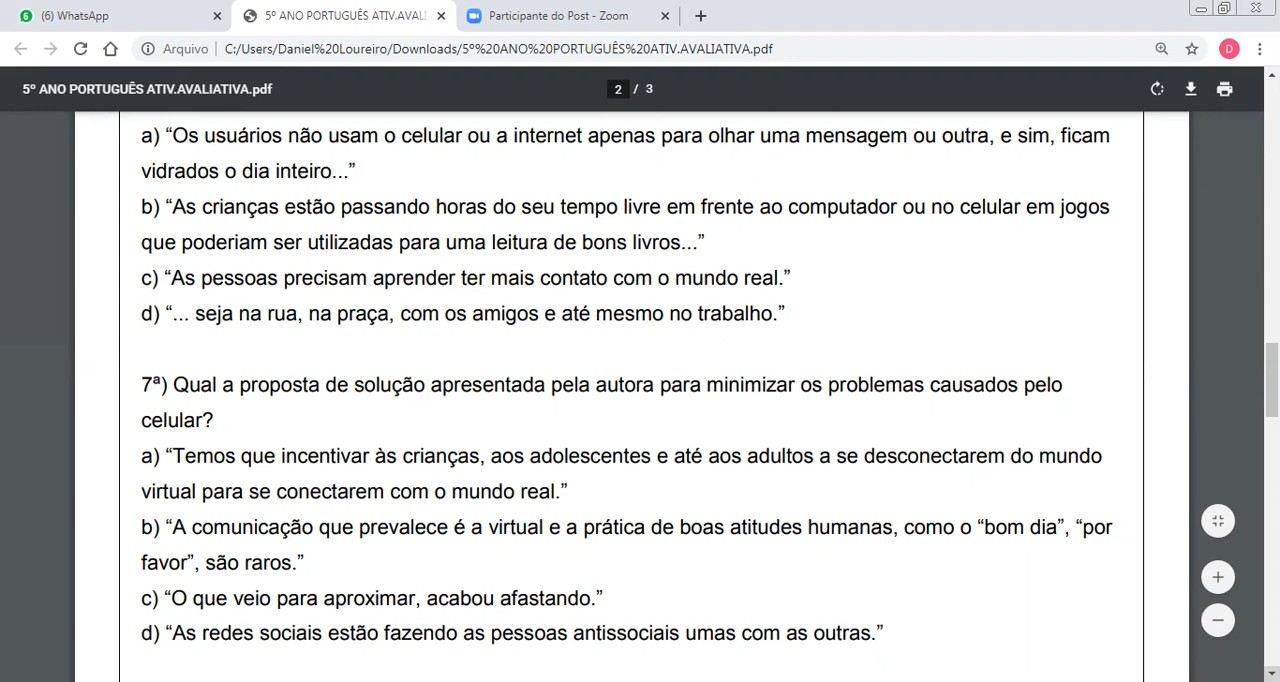 (6) WhatsApp
5º ANO PORTUGUÊS ATIV.AVALI
Participante do Post - Zoom
Arquivo
C:/Users/Daniel%20Loureiro/Downloads/5º%20ANO%20PORTUGUÊS%20ATIV.AVALIATIVA.pdf
D
5º ANO PORTUGUÊS ATIV.AVALIATIVA.pdf
2 / 3
a) “Os usuários não usam o celular ou a internet apenas para olhar uma mensagem ou outra, e sim, ficam
vidrados o dia inteiro...”
b) “As crianças estão passando horas do seu tempo livre em frente ao computador ou no celular em jogos
que poderiam ser utilizadas para uma leitura de bons livros...”
c) “As pessoas precisam aprender ter mais contato com o mundo real.”
d) “... seja na rua, na praça, com os amigos e até mesmo no trabalho.”
7ª) Qual a proposta de solução apresentada pela autora para minimizar os problemas causados pelo
celular?
a) “Temos que incentivar às crianças, aos adolescentes e até aos adultos a se desconectarem do mundo
virtual para se conectarem com o mundo real.”
b) “A comunicação que prevalece é a virtual e a prática de boas atitudes humanas, como o “bom dia”, “por
favor”, são raros.”
c) “O que veio para aproximar, acabou afastando.”
d) “As redes sociais estão fazendo as pessoas antissociais umas com as outras.”